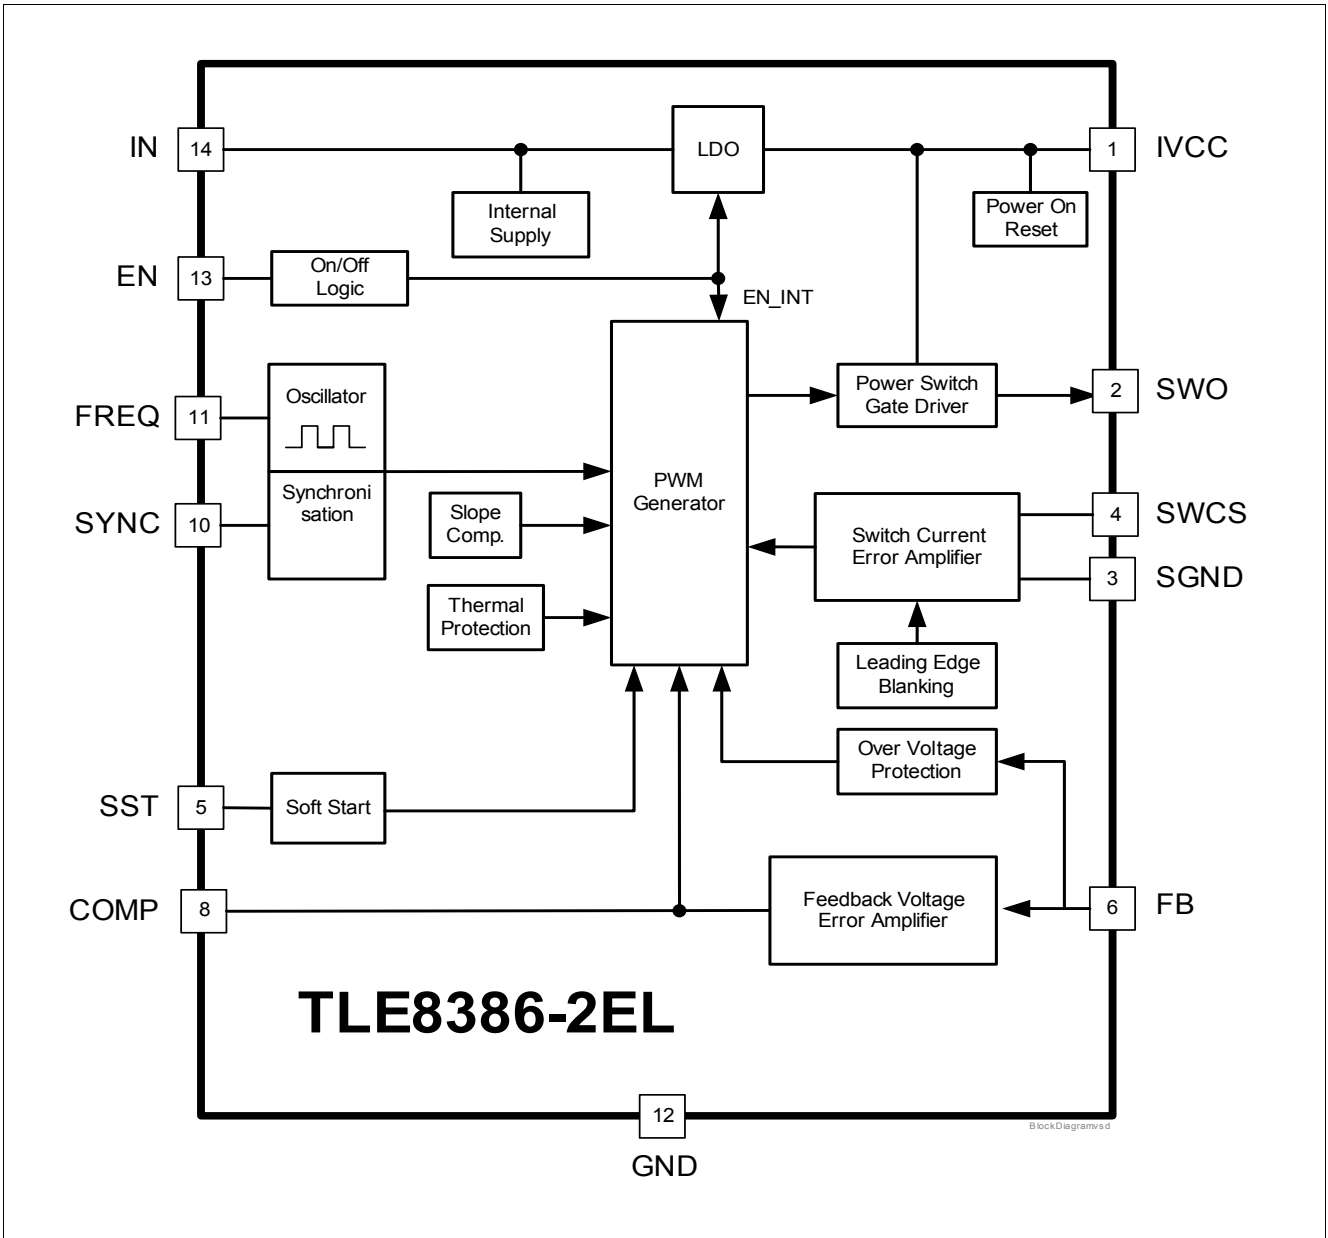 IN
14
LDO
1
IVCC
Internal
Supply
Power On
Reset
EN
13
On/Off
Logic
EN_INT
FREQ
11
Oscillator
Power Switch
Gate Driver
2
SWO
SYNC
10
Synchroni
sation
Slope
Comp.
PWM
Generator
Switch Current
Error Amplifier
4
SWCS
3
SGND
Thermal
Protection
Leading Edge
Blanking
Over Voltage
Protection
SST
5
Soft Start
COMP
8
Feedback Voltage
Error Amplifier
6
FB
TLE8386-2EL
12
GND
BlockDiagram.vsd